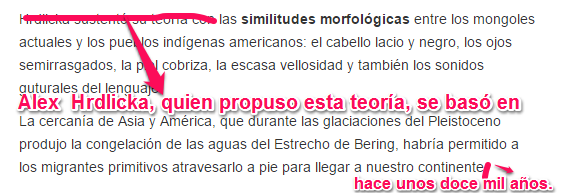 Hrdlicka sustentó su teoría con las similitudes morfológicas entre los mongoles
actuales y los pueblos indígenas americanos: el cabello lacio y negro, los ojos
semirrasgados, la piel cobriza, la escasa vellosidad y también los sonidos
guturales del lenguaje
Alex Hrdlicka, quien propuso esta teoría, se basó en
La cercanía de Asia y América, que durante las glaciaciones del Pleistoceno
produjo la congelación de las aguas del Estrecho de Bering, habría permitido a
los migrantes primitivos atravesarlo a pie para llegar a nuestro continente
hace unos doce mil años.